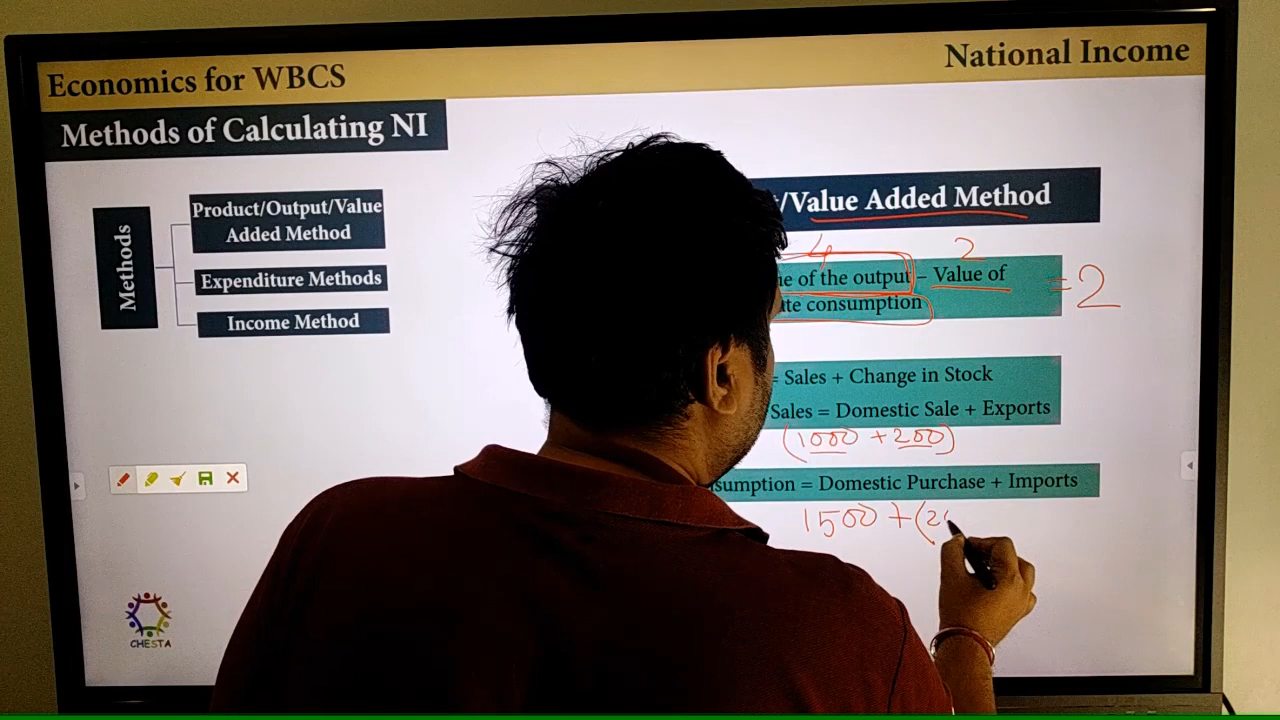 Economics for WBCS
National Income
Methods of Calculating NI
Methods
Product/Output/Value
Added Method
Expenditure Methods
Income Method
/Value Added Method
4 2
of the output - Value of
consumption
=2
= Sales + Change in Stock
Sales = Domestic Sale + Exports
(1000 + 200)
= Domestic Purchase + Imports
1500 + (2
CHESTA